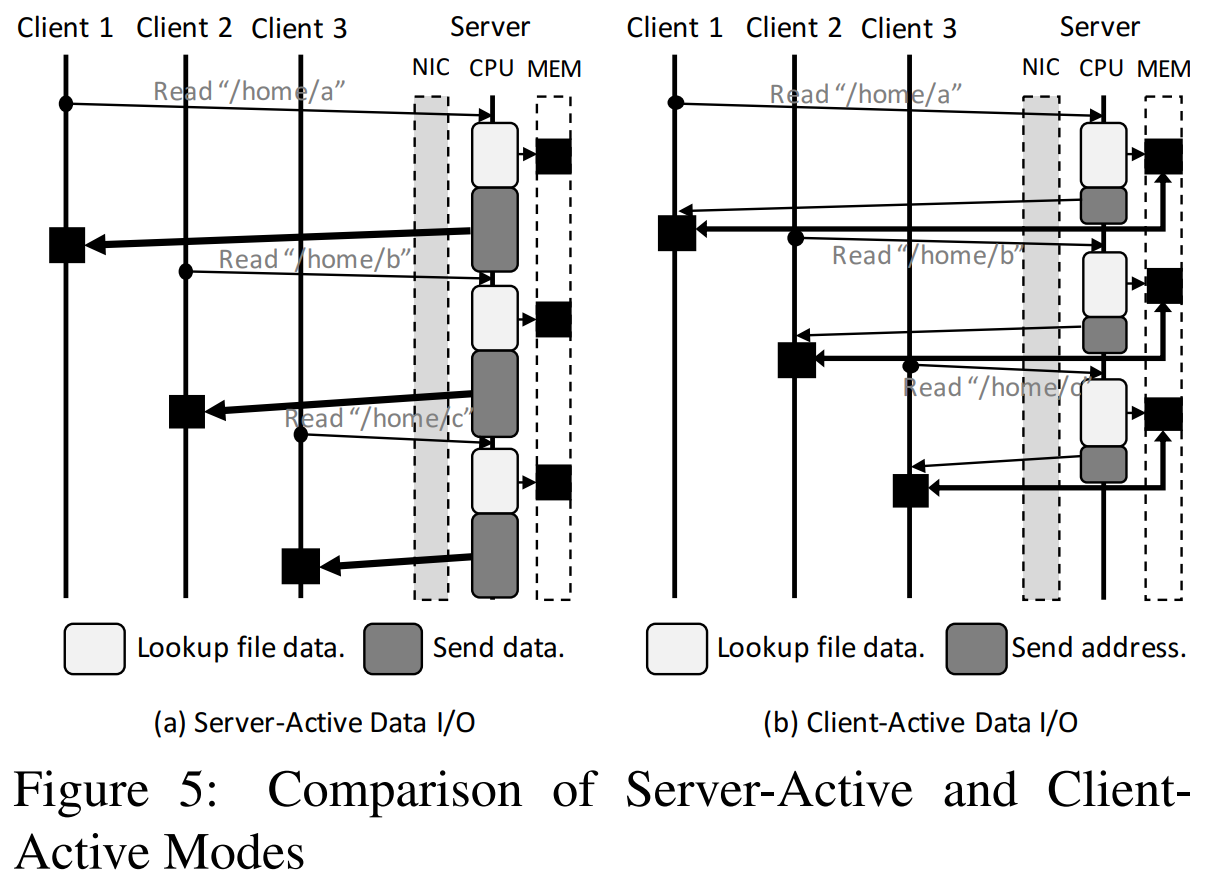 Client 1 Client 2 Client 3 Server
NIC CPU MEM
Read “/home/a”
Read “/home/b”
Read “/home/c”
Lookup file data. Send data.
(a) Server-Active Data I/O
Client 1 Client 2 Client 3 Server
NIC CPU MEM
Read “/home/a”
Read “/home/b”
Read “/home/c”
Lookup file data. Send address.
(b) Client-Active Data I/O
Figure 5: Comparison of Server-Active and Client-
Active Modes